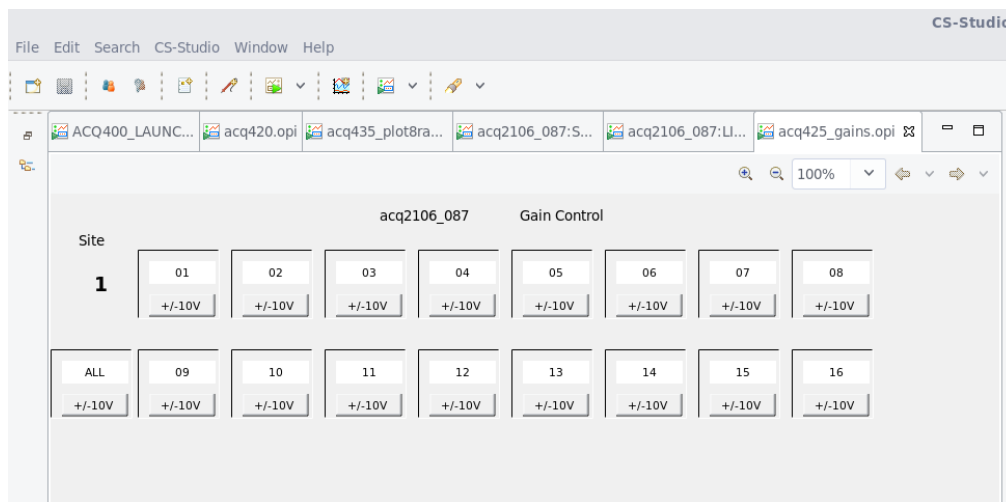 CS-Studio
File Edit Search CS-Studio Window Help
ACQ400_LAUNC... acq420.opi acq435_plot8ra... acq2106_087:S... acq2106_087:LI... acq425_gains.opi
100%
acq2106_087 Gain Control
Site
1
01 02 03 04 05 06 07 08
+/-10V +/-10V +/-10V +/-10V +/-10V +/-10V +/-10V +/-10V
ALL 09 10 11 12 13 14 15 16
+/-10V +/-10V +/-10V +/-10V +/-10V +/-10V +/-10V +/-10V +/-10V